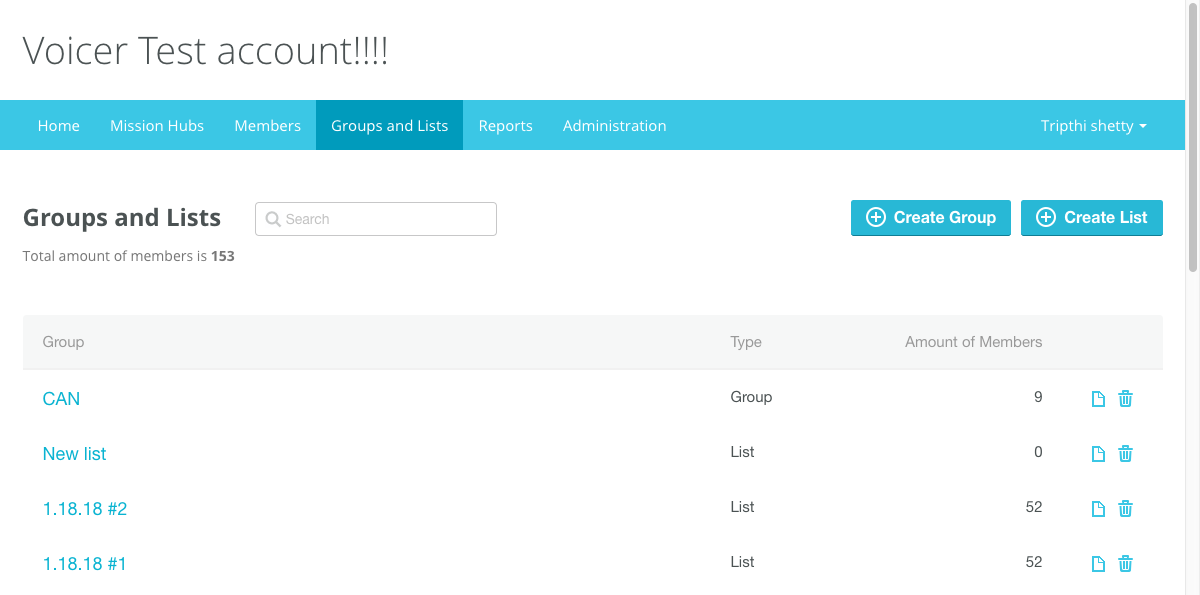 Voicer Test account!!!!
Home Mission Hubs Members Groups and Lists Reports Administration Tripthi shetty
Groups and Lists Search Create Group Create List
Total amount of members is 153
Group Type Amount of Members
CAN Group 9
New list List 0
1.18.18 #2 List 52
1.18.18 #1 List 52